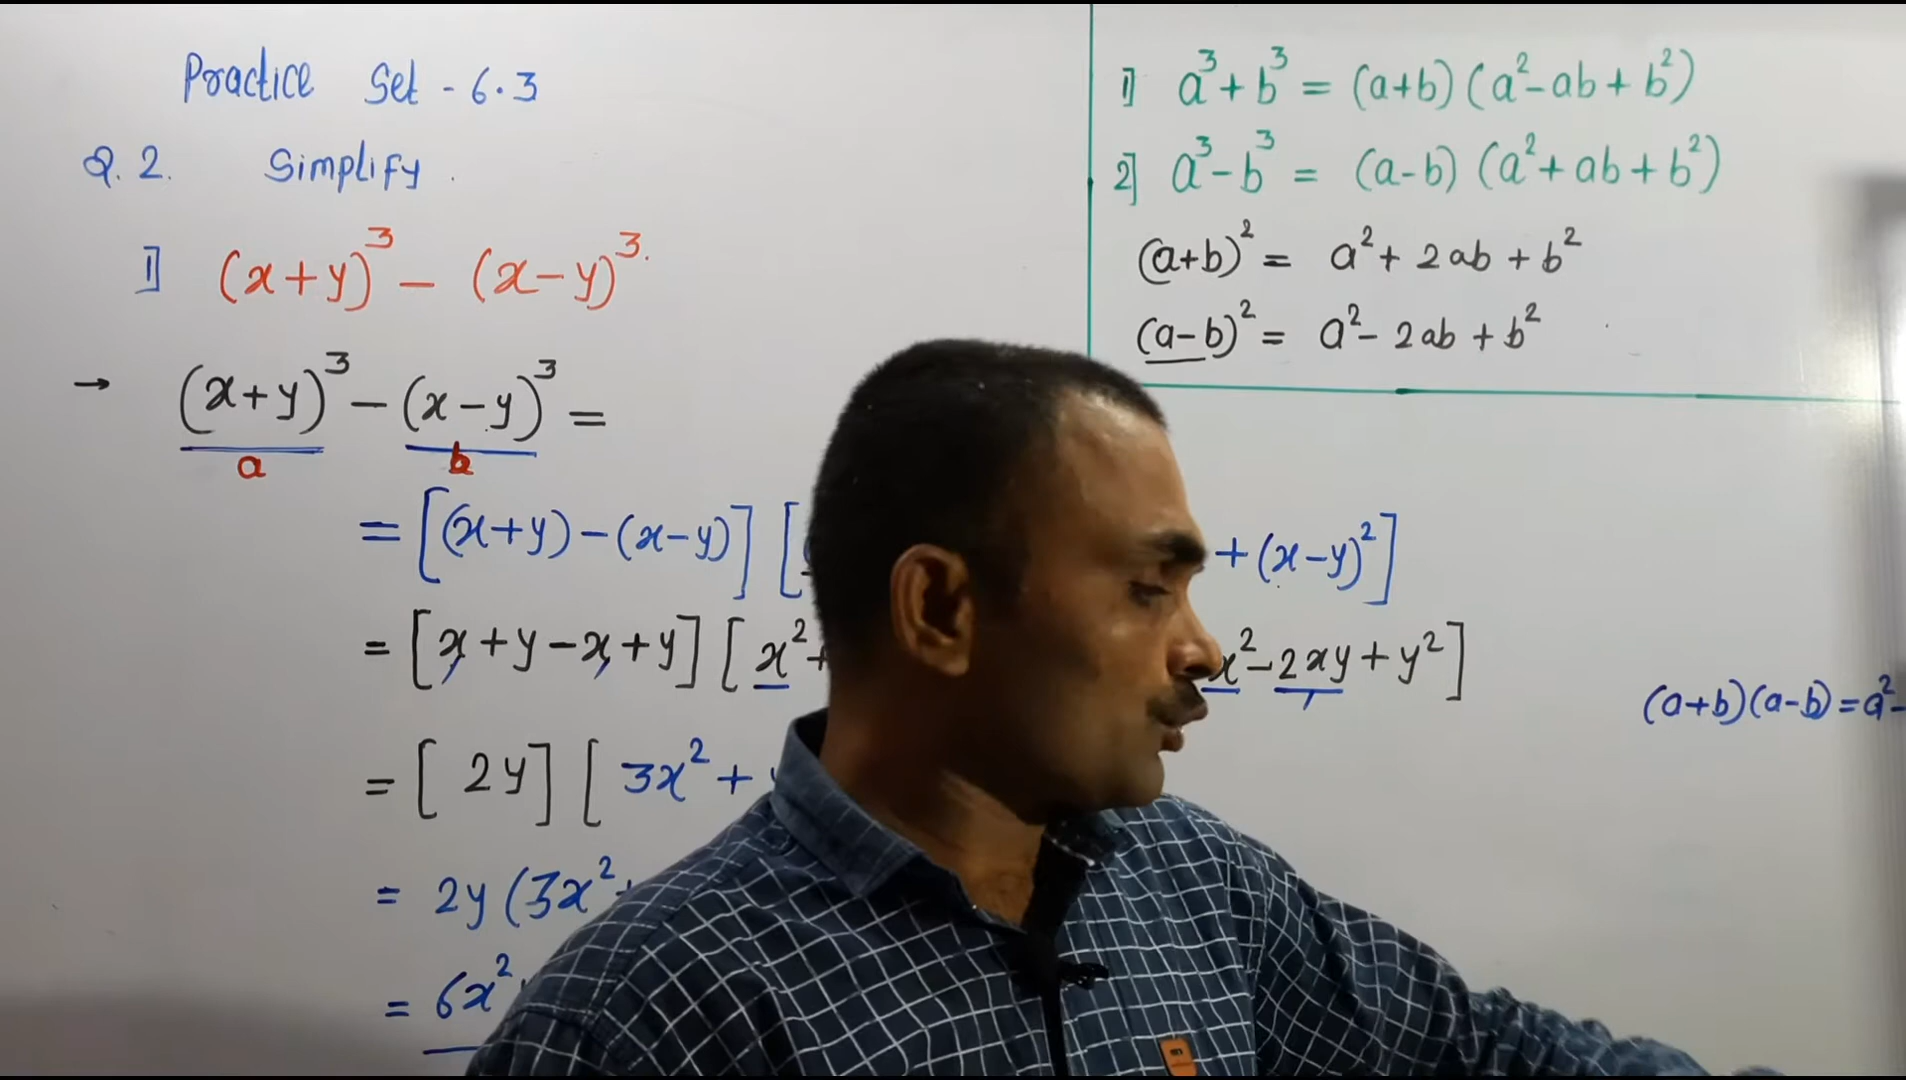 Practice Set - 6.3
Q. 2. Simplify.
1] (x+y)³ - (x-y)³.
→ (x+y)³ - (x-y)³ =
a b
= [(x+y)-(x-y)] [ + (x-y)²]
= [x+y-x+y] [x²+ x²-2xy+y²]
= [2y] [3x²+
= 2y (3x²+
= 6x²
1] a³+b³ = (a+b) (a²-ab+b²)
2] a³-b³ = (a-b) (a²+ab+b²)
(a+b)² = a²+2ab+b²
(a-b)² = a²-2ab+b²
(a+b)(a-b)=a²-